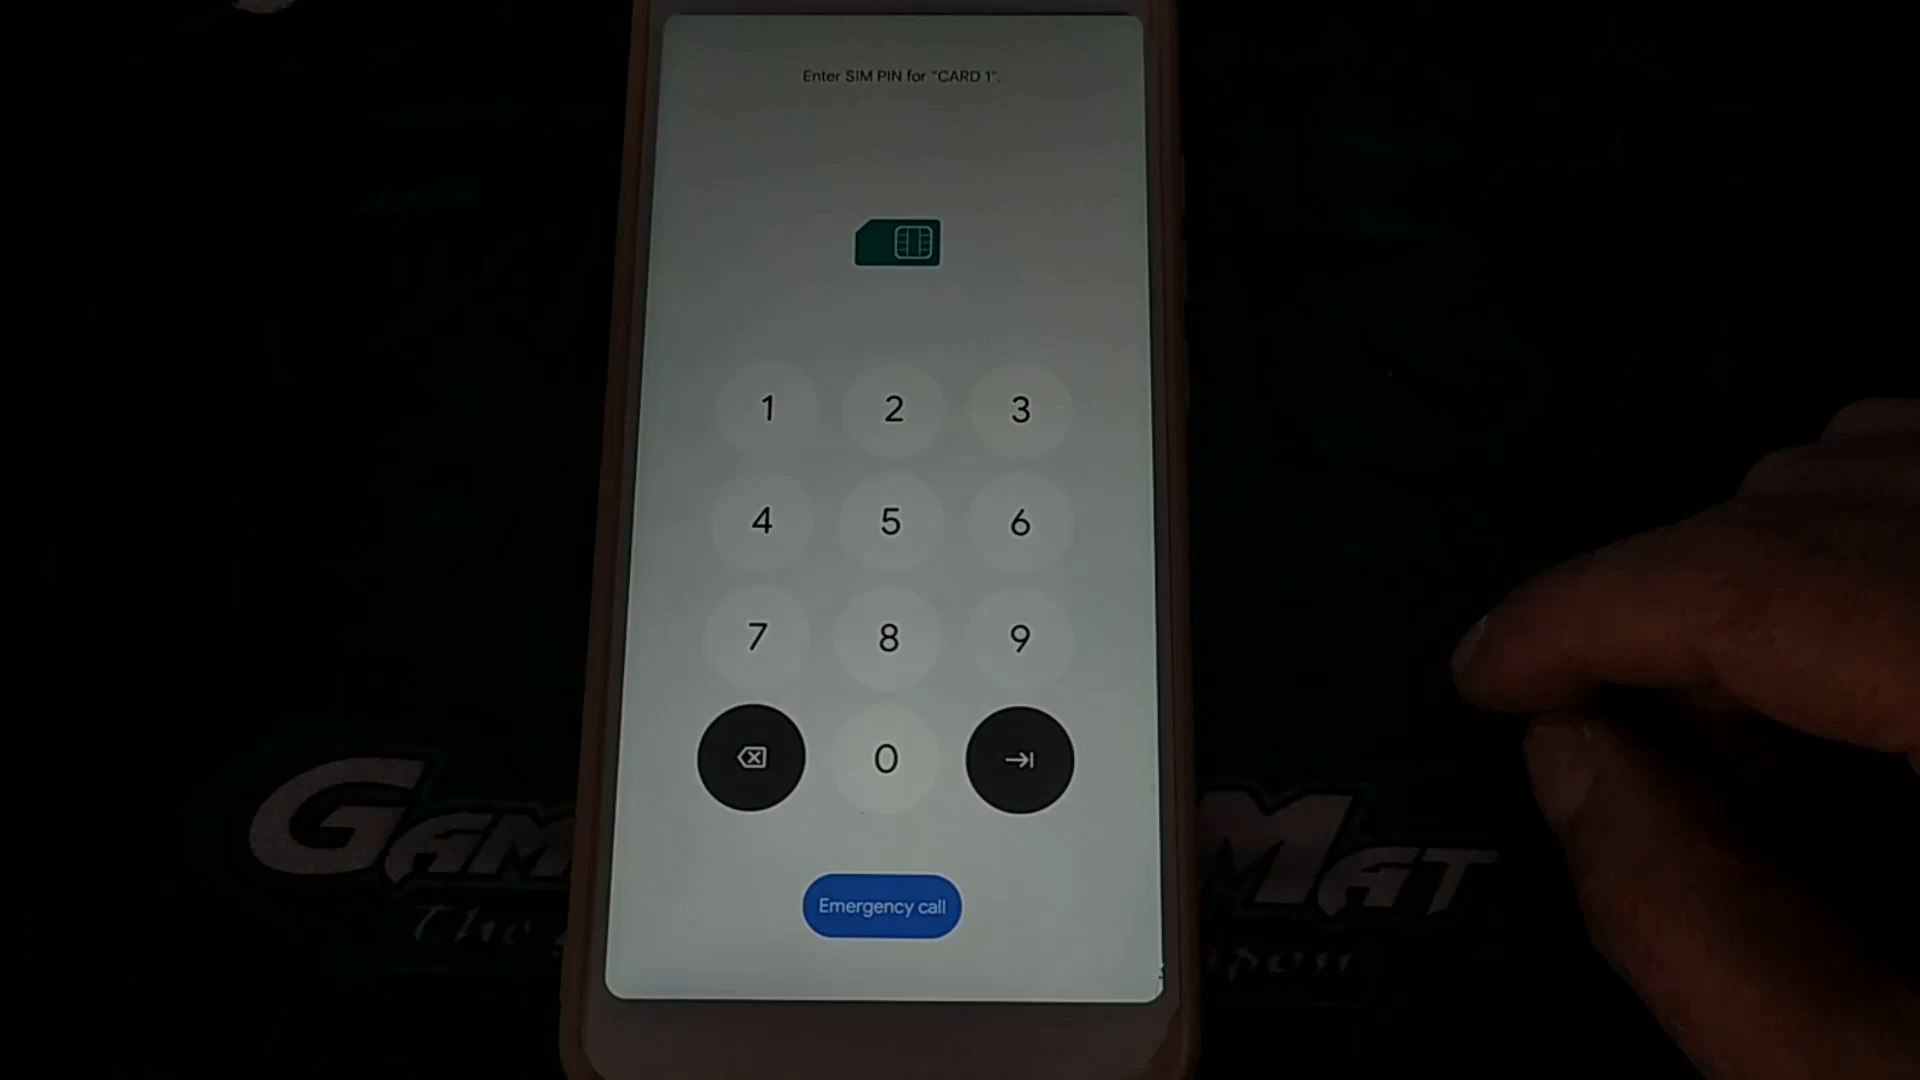 Enter SIM PIN for "CARD 1".
1 2 3
4 5 6
7 8 9
0
Emergency call
GAM
MAT
The